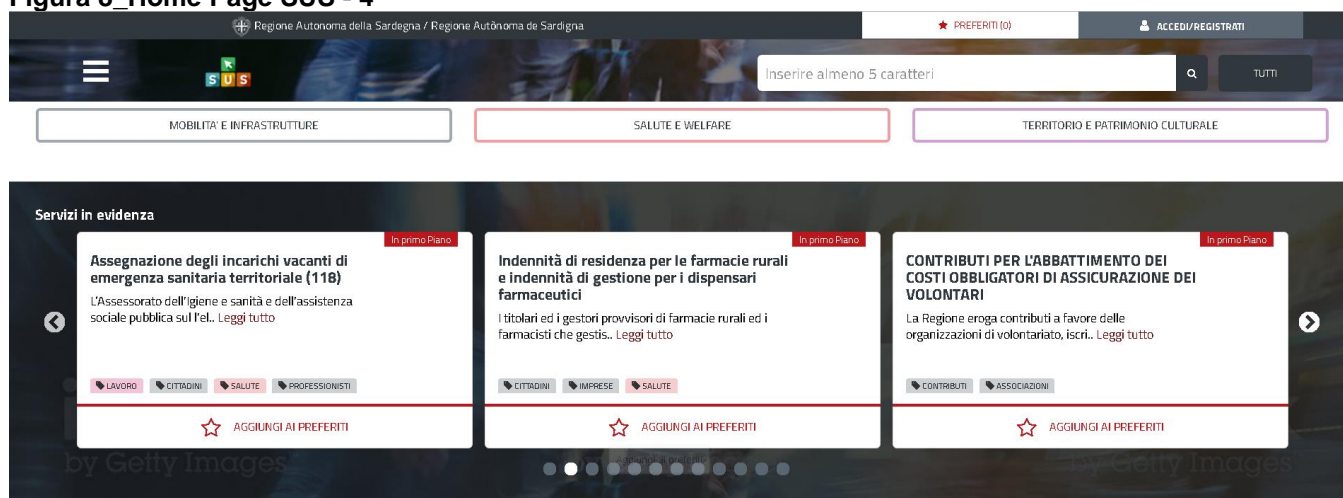 Figura 6_Home Page SUS - 4
Regione Autonoma della Sardegna / Regione Autònoma de Sardigna
PREFERITI (0)
ACCEDI/REGISTRATI
SUS
Inserire almeno 5 caratteri
TUTTI
MOBILITA' E INFRASTRUTTURE
SALUTE E WELFARE
TERRITORIO E PATRIMONIO CULTURALE
Servizi in evidenza
In primo Piano
Assegnazione degli incarichi vacanti di
emergenza sanitaria territoriale (118)
L'Assessorato dell'Igiene e sanità e dell'assistenza
sociale pubblica sul l'el.. Leggi tutto
LAVORO CITTADINI SALUTE PROFESSIONISTI
AGGIUNGI AI PREFERITI
In primo Piano
Indennità di residenza per le farmacie rurali
e indennità di gestione per i dispensari
farmaceutici
I titolari ed i gestori provvisori di farmacie rurali ed i
farmacisti che gestis.. Leggi tutto
CITTADINI IMPRESE SALUTE
AGGIUNGI AI PREFERITI
In primo Piano
CONTRIBUTI PER L'ABBATTIMENTO DEI
COSTI OBBLIGATORI DI ASSICURAZIONE DEI
VOLONTARI
La Regione eroga contributi a favore delle
organizzazioni di volontariato, iscri.. Leggi tutto
CONTRIBUTI ASSOCIAZIONI
AGGIUNGI AI PREFERITI
Aggiungi ai preferiti
by Getty Images
by Getty Images